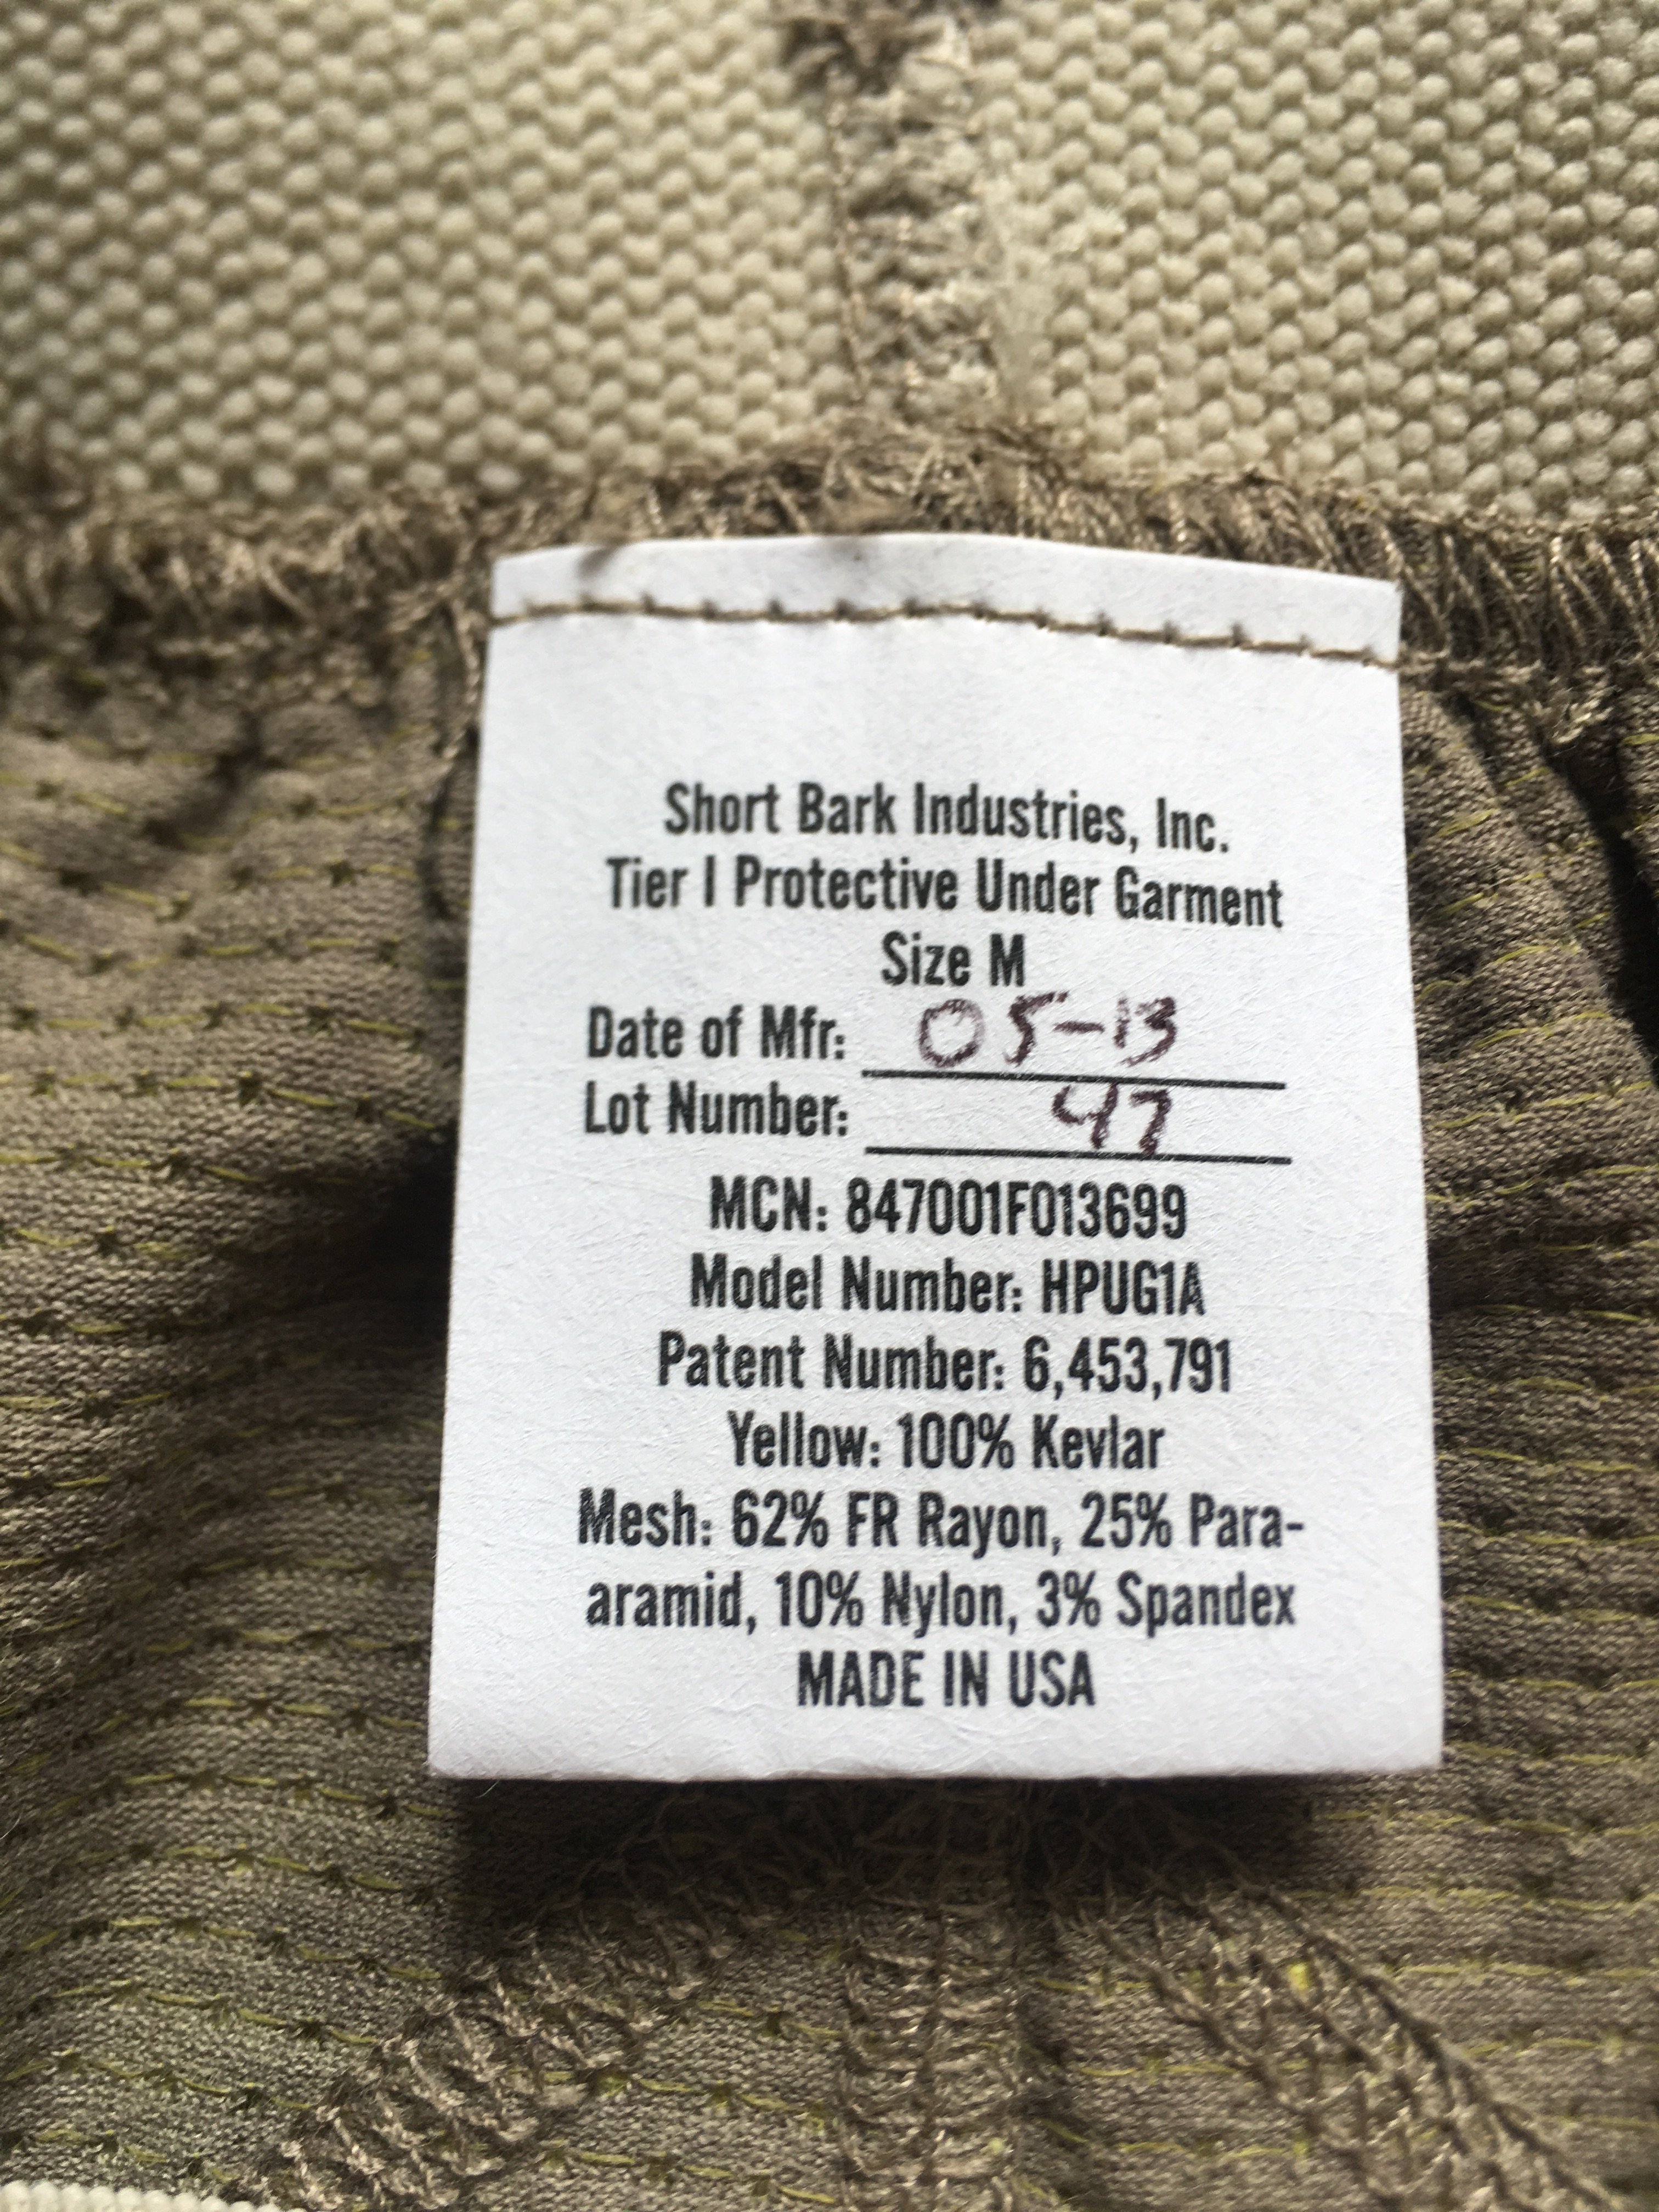 Short Bark Industries, Inc.
Tier I Protective Under Garment
Size M
Date of Mfr: 05-13
Lot Number: 47
MCN: 847001F013699
Model Number: HPUG1A
Patent Number: 6,453,791
Yellow: 100% Kevlar
Mesh: 62% FR Rayon, 25% Para-
aramid, 10% Nylon, 3% Spandex
MADE IN USA